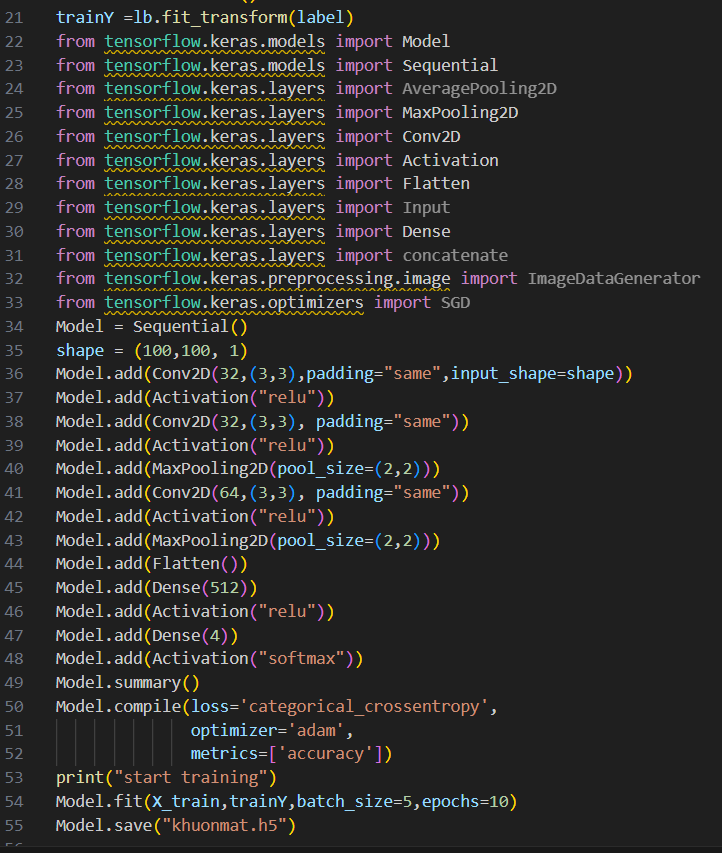 21 trainY =lb.fit_transform(label)
22 from tensorflow.keras.models import Model
23 from tensorflow.keras.models import Sequential
24 from tensorflow.keras.layers import AveragePooling2D
25 from tensorflow.keras.layers import MaxPooling2D
26 from tensorflow.keras.layers import Conv2D
27 from tensorflow.keras.layers import Activation
28 from tensorflow.keras.layers import Flatten
29 from tensorflow.keras.layers import Input
30 from tensorflow.keras.layers import Dense
31 from tensorflow.keras.layers import concatenate
32 from tensorflow.keras.preprocessing.image import ImageDataGenerator
33 from tensorflow.keras.optimizers import SGD
34 Model = Sequential()
35 shape = (100,100, 1)
36 Model.add(Conv2D(32,(3,3),padding="same",input_shape=shape))
37 Model.add(Activation("relu"))
38 Model.add(Conv2D(32,(3,3), padding="same"))
39 Model.add(Activation("relu"))
40 Model.add(MaxPooling2D(pool_size=(2,2)))
41 Model.add(Conv2D(64,(3,3), padding="same"))
42 Model.add(Activation("relu"))
43 Model.add(MaxPooling2D(pool_size=(2,2)))
44 Model.add(Flatten())
45 Model.add(Dense(512))
46 Model.add(Activation("relu"))
47 Model.add(Dense(4))
48 Model.add(Activation("softmax"))
49 Model.summary()
50 Model.compile(loss='categorical_crossentropy',
51 optimizer='adam',
52 metrics=['accuracy'])
53 print("start training")
54 Model.fit(X_train,trainY,batch_size=5,epochs=10)
55 Model.save("khuonmat.h5")